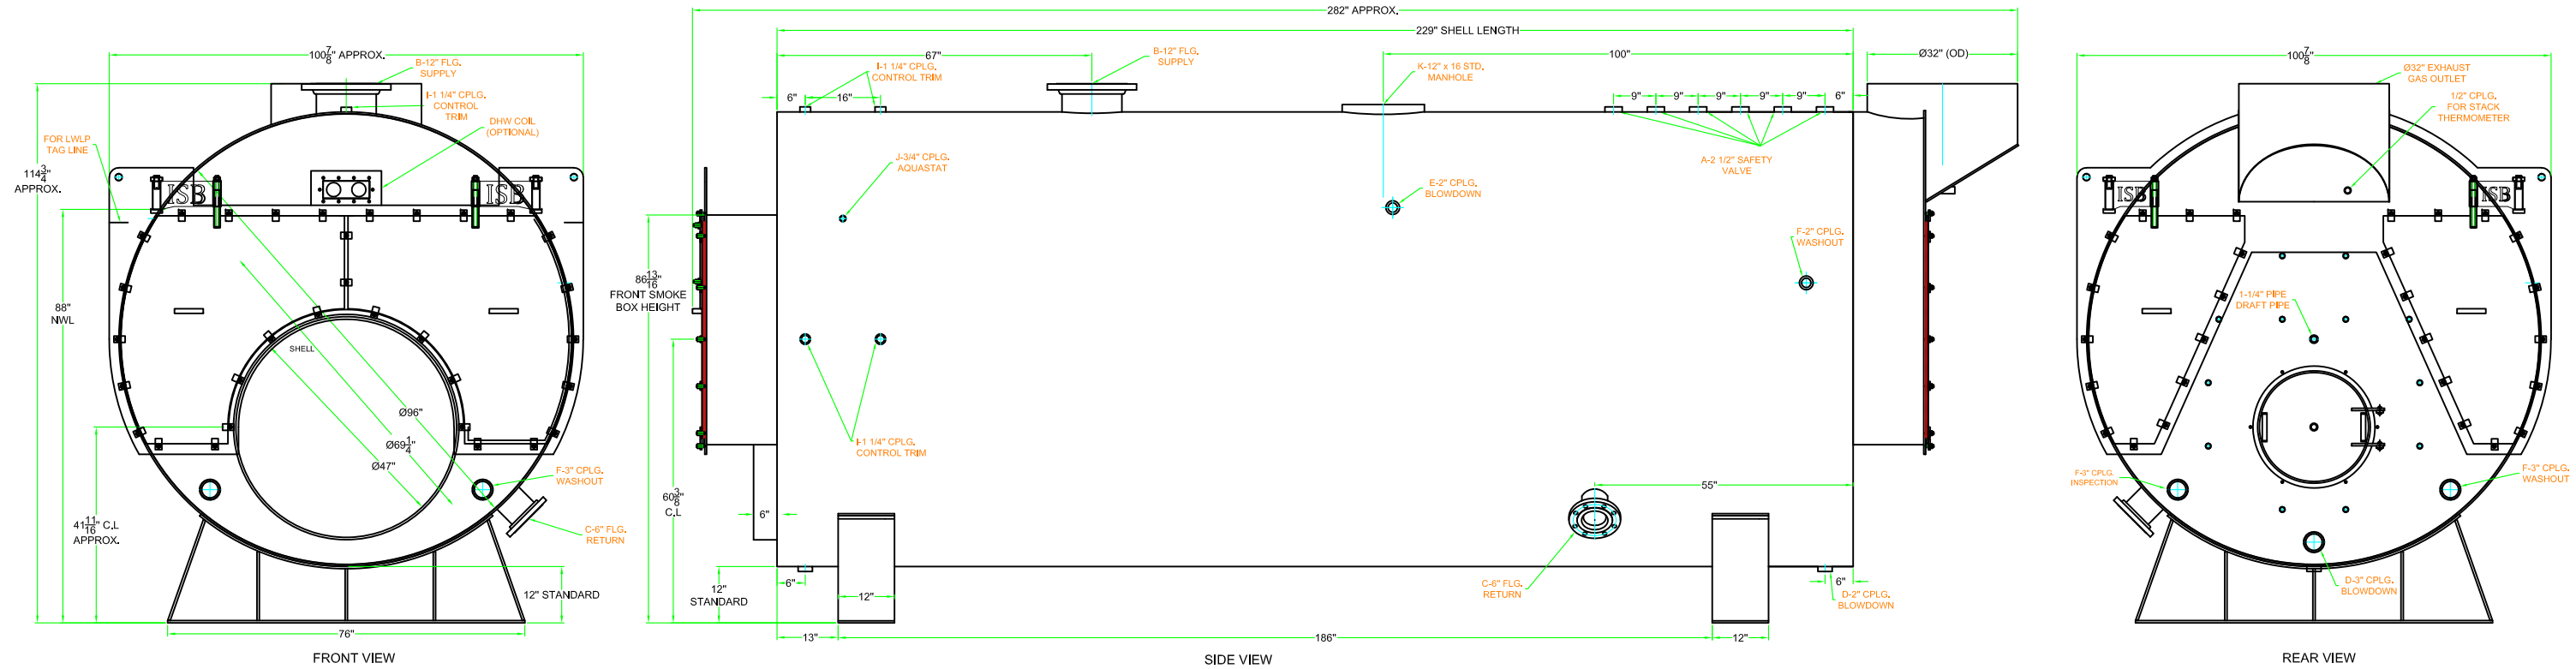 100 7/8" APPROX.
B-12" FLG.
SUPPLY
I-1 1/4" CPLG.
CONTROL
TRIM
DHW COIL
(OPTIONAL)
FOR LWLP
TAG LINE
114 3/4"
APPROX.
ISB
ISB
88"
NWL
SHELL
Ø96"
Ø69 1/4"
Ø47"
F-3" CPLG.
WASHOUT
41 11/16" C.L
APPROX.
C-6" FLG.
RETURN
12" STANDARD
76"
FRONT VIEW
282" APPROX.
229" SHELL LENGTH
67"
B-12" FLG.
SUPPLY
100"
Ø32" (OD)
I-1 1/4" CPLG.
CONTROL TRIM
K-12" x 16 STD.
MANHOLE
6"
16"
9"
9"
9"
9"
9"
6"
J-3/4" CPLG.
AQUASTAT
A-2 1/2" SAFETY
VALVE
E-2" CPLG.
BLOWDOWN
F-2" CPLG.
WASHOUT
86 13/16"
FRONT SMOKE
BOX HEIGHT
I-1 1/4" CPLG.
CONTROL TRIM
60 3/8"
C.L
6"
55"
C-6" FLG.
RETURN
6"
12"
STANDARD
12"
6"
D-2" CPLG.
BLOWDOWN
13"
186"
12"
SIDE VIEW
100 7/8"
Ø32" EXHAUST
GAS OUTLET
1/2" CPLG.
FOR STACK
THERMOMETER
ISB
ISB
1-1/4" PIPE
DRAFT PIPE
F-3" CPLG.
INSPECTION
F-3" CPLG.
WASHOUT
D-3" CPLG.
BLOWDOWN
REAR VIEW